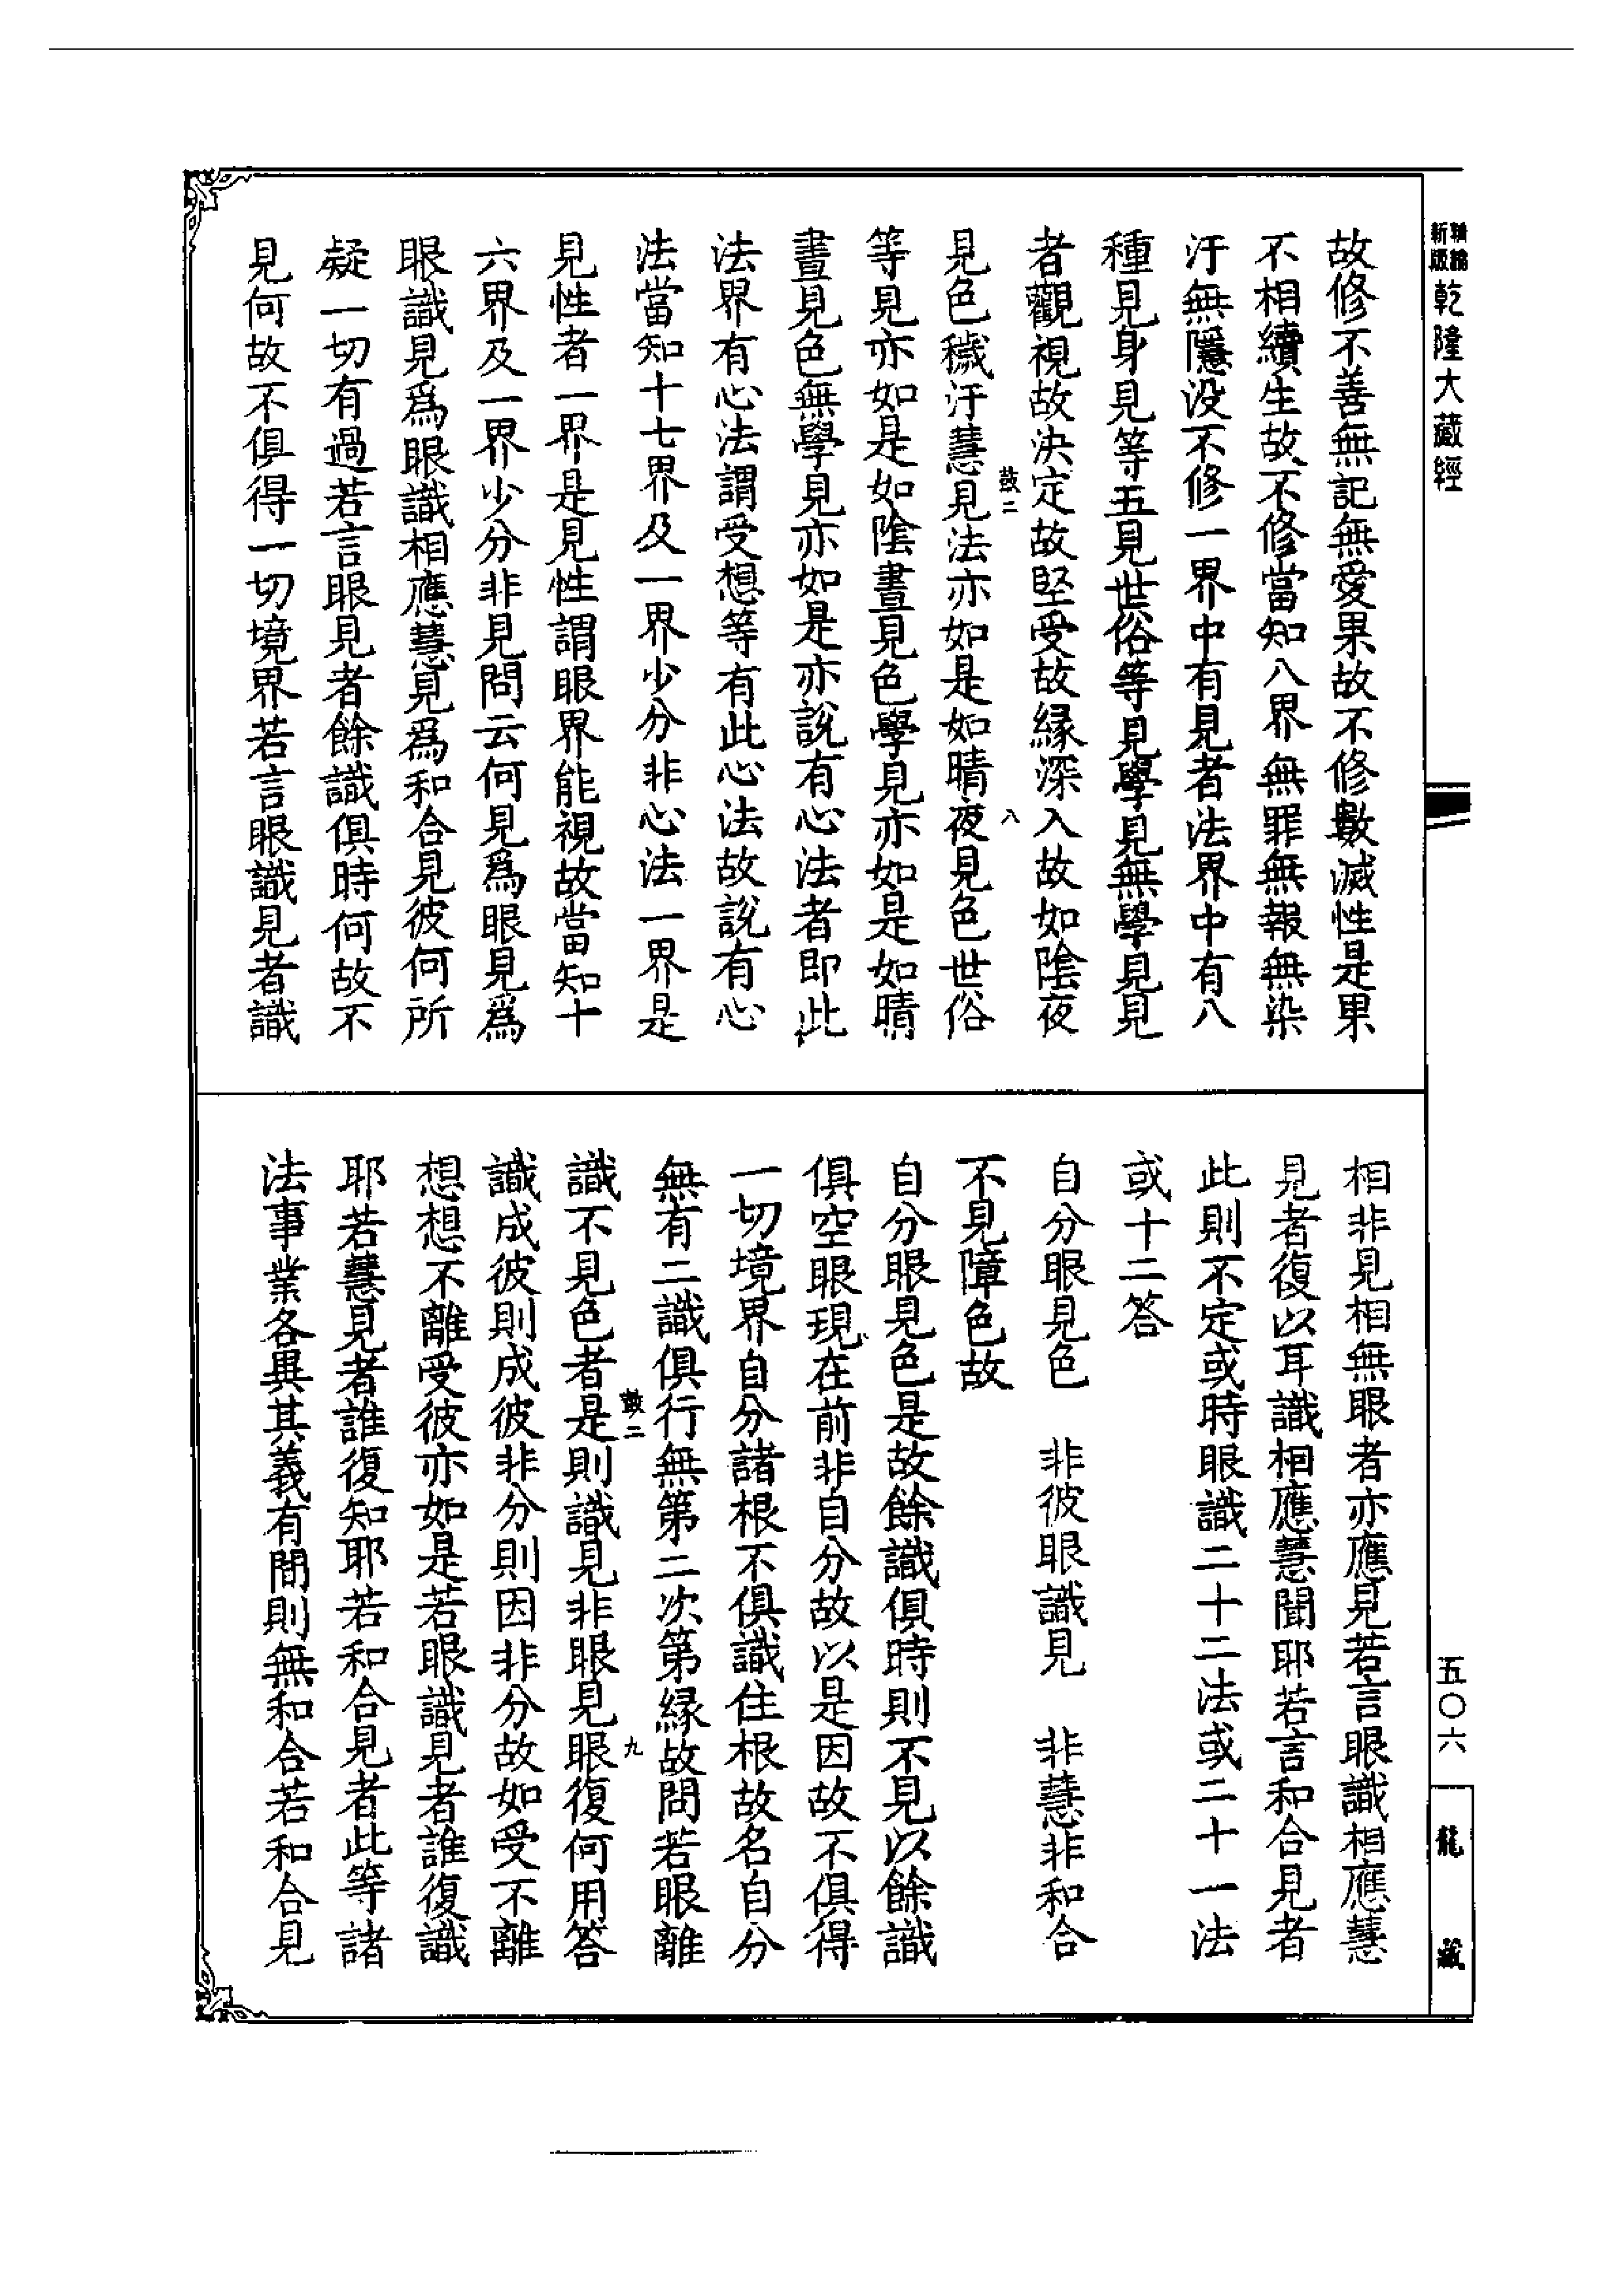 新編縮版乾隆大藏經
故修不善無記無愛果故不修數滅性是果
不相續生故不修當知八界無罪無報無染
汙無隱没不修一界中有見者法界中有八
種見身見等五見世俗等見學見無學見見
者觀視故決定故堅受故縁深入故如陰夜
見色穢汙慧見法亦如是如晴夜見色世俗
鼓二 八
等見亦如是如陰晝見色學見亦如是如晴
晝見色無學見亦如是亦説有心法者即此
法界有心法謂受想等有此心法故説有心
法當知十七界及一界少分非心法一界是
見性者一界是見性謂眼界能視故當知十
六界及一界少分非見問云何見爲眼見爲
眼識見爲眼識相應慧見爲和合見彼何所
疑一切有過若言眼見者餘識俱時何故不
見何故不俱得一切境界若言眼識見者識
相非見相無眼者亦應見若言眼識相應慧
見者復以耳識相應慧聞耶若言和合見者
此則不定或時眼識二十二法或二十一法
或十二答
自分眼見色　非彼眼識見　非慧非和合
不見障色故
自分眼見色是故餘識俱時則不見以餘識
俱空眼現在前非自分故以是因故不俱得
一切境界自分諸根不俱識住根故名自分
無有二識俱行無第二次第縁故問若眼離
鼓二 九
識不見色者是則識見非眼見眼復何用答
識成彼則成彼非分則因非分故如受不離
想想不離受彼亦如是若眼識見者誰復識
耶若慧見者誰復知耶若和合見者此等諸
法事業各異其義有間則無和合若和合見
五〇六
龍藏